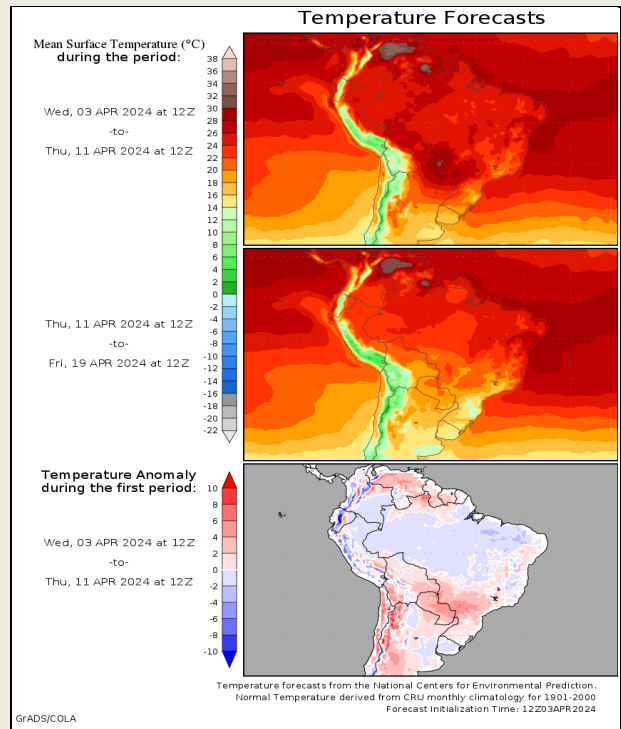 Temperature Forecasts
Mean Surface Temperature (°C)
during the period:
Wed, 03 APR 2024 at 12Z
-to-
Thu, 11 APR 2024 at 12Z
38
36
34
32
30
28
26
24
22
20
18
16
14
12
10
8
6
4
2
0
-2
-4
-6
-8
-10
-12
-14
-16
-18
-20
-22
Thu, 11 APR 2024 at 12Z
-to-
Fri, 19 APR 2024 at 12Z
Temperature Anomaly
during the first period:
Wed, 03 APR 2024 at 12Z
-to-
Thu, 11 APR 2024 at 12Z
10
8
6
4
2
0
-2
-4
-6
-8
-10
Temperature forecasts from the National Centers for Environmental Prediction.
Normal Temperature derived from CRU monthly climatology for 1901-2000
Forecast Initialization Time: 12Z03APR2024
GrADS/COLA